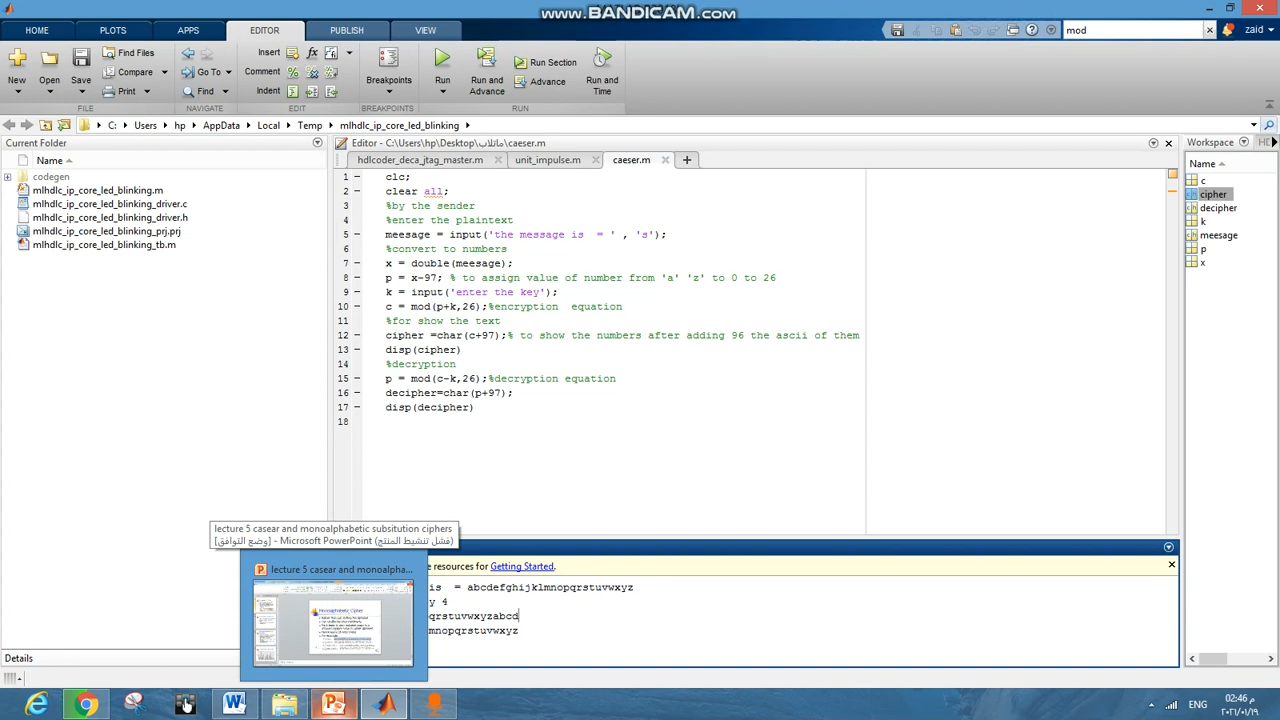 www.BANDICAM.com
HOME PLOTS APPS EDITOR PUBLISH VIEW
mod
zaid
New Open Save Find Files Compare Print
Go To Find
Insert Comment Indent
Breakpoints
Run Run and Advance Run Section Advance Run and Time
FILE NAVIGATE EDIT BREAKPOINTS RUN
C: Users hp AppData Local Temp mlhdlc_ip_core_led_blinking
Current Folder
Name
codegen
mlhdlc_ip_core_led_blinking.m
mlhdlc_ip_core_led_blinking_driver.c
mlhdlc_ip_core_led_blinking_driver.h
mlhdlc_ip_core_led_blinking_prj.prj
mlhdlc_ip_core_led_blinking_tb.m
Details
Editor - C:\Users\hp\Desktop\ماتلاب\caeser.m
hdlcoder_deca_jtag_master.m unit_impulse.m caeser.m
1 clc;
2 clear all;
3 %by the sender
4 %enter the plaintext
5 meesage = input('the message is  = ' , 's');
6 %convert to numbers
7 x = double(meesage);
8 p = x-97; % to assign value of number from 'a' 'z' to 0 to 26
9 k = input('enter the key');
10 c = mod(p+k,26);%encryption  equation
11 %for show the text
12 cipher =char(c+97);% to show the numbers after adding 96 the ascii of them
13 disp(cipher)
14 %decryption
15 p = mod(c-k,26);%decryption equation
16 decipher=char(p+97);
17 disp(decipher)
18
Workspace
Name
c
cipher
decipher
k
meesage
p
x
lecture 5 casear and monoalphabetic subsitution ciphers
[وضع التوافق] - Microsoft PowerPoint (فشل تنشيط المنتج)
lecture 5 casear and monoalpha...
Monoalphabetic Cipher
e resources for Getting Started.
is  = abcdefghijklmnopqrstuvwxyz
y 4
qrstuvwxyzabcd
mnopqrstuvwxyz
ENG
02:46 م
٢٠٢١/٠١/١٩